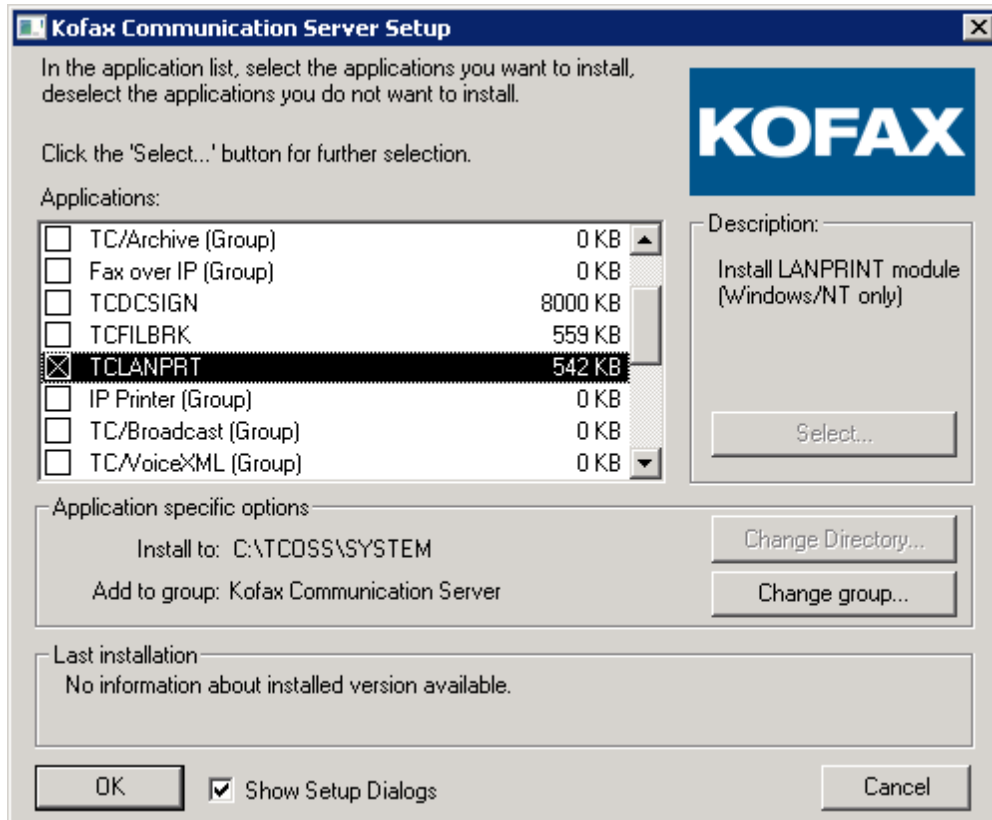 Kofax Communication Server Setup
In the application list, select the applications you want to install,
deselect the applications you do not want to install.
Click the 'Select...' button for further selection.
KOFAX
Applications:
TC/Archive (Group) 0 KB
Fax over IP (Group) 0 KB
TCDCSIGN 8000 KB
TCFILBRK 559 KB
TCLANPRT 542 KB
IP Printer (Group) 0 KB
TC/Broadcast (Group) 0 KB
TC/VoiceXML (Group) 0 KB
Description:
Install LANPRINT module
(Windows/NT only)
Select...
Application specific options
Install to: C:\TCOSS\SYSTEM
Change Directory...
Add to group: Kofax Communication Server
Change group...
Last installation
No information about installed version available.
OK
Show Setup Dialogs
Cancel